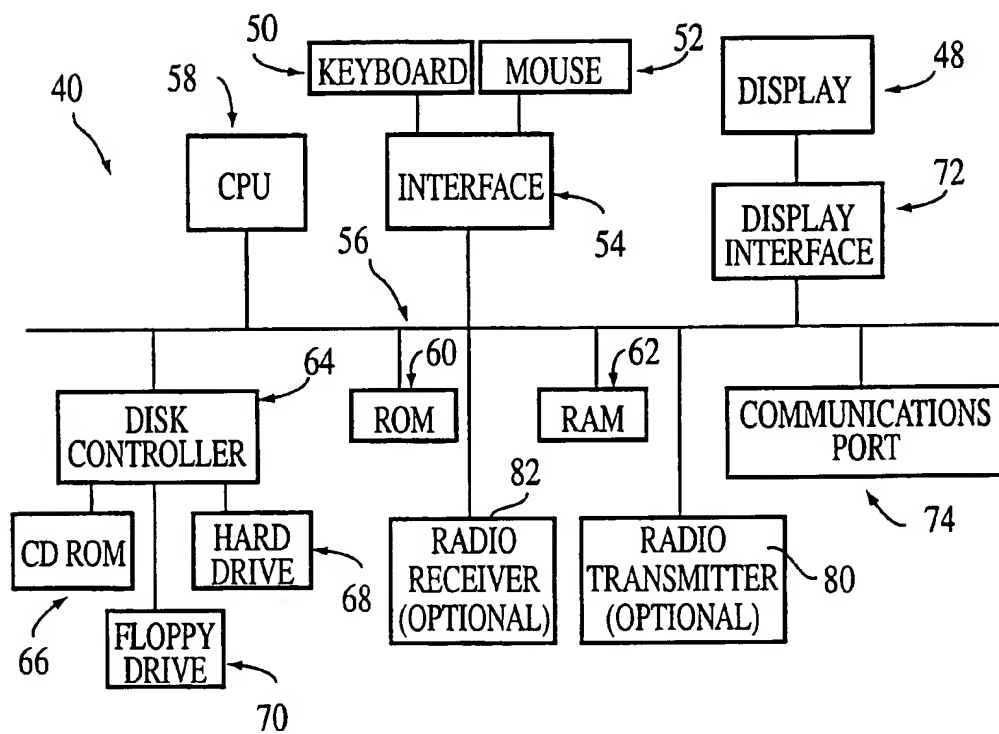 50
KEYBOARD
MOUSE
52
40
58
CPU
INTERFACE
54
DISPLAY
48
DISPLAY
INTERFACE
72
56
64
DISK
CONTROLLER
60
ROM
62
RAM
COMMUNICATIONS
PORT
74
CD ROM
66
HARD
DRIVE
68
FLOPPY
DRIVE
70
82
RADIO
RECEIVER
(OPTIONAL)
RADIO
TRANSMITTER
(OPTIONAL)
80